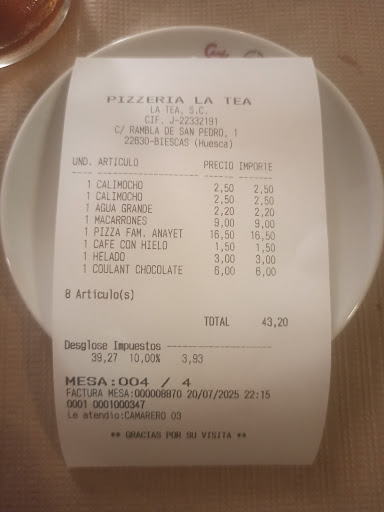 PIZZERIA LA TEA
LA TEA, S.C.
CIF. J-22332191
C/ RAMBLA DE SAN PEDRO, 1
22630-BIESCAS (Huesca)
UND. ARTICULO PRECIO IMPORTE
1 CALIMOCHO 2,50 2,50
1 CALIMOCHO 2,50 2,50
1 AGUA GRANDE 2,20 2,20
1 MACARRONES 9,00 9,00
1 PIZZA FAM. ANAYET 16,50 16,50
1 CAFE CON HIELO 1,50 1,50
1 HELADO 3,00 3,00
1 COULANT CHOCOLATE 6,00 6,00
8 Artículo(s)
TOTAL 43,20
Desglose Impuestos
39,27 10,00% 3,93
MESA:004 / 4
FACTURA MESA:000008870 20/07/2025 22:15
0001 0001000347
Le atendio:CAMARERO 03
** GRACIAS POR SU VISITA **